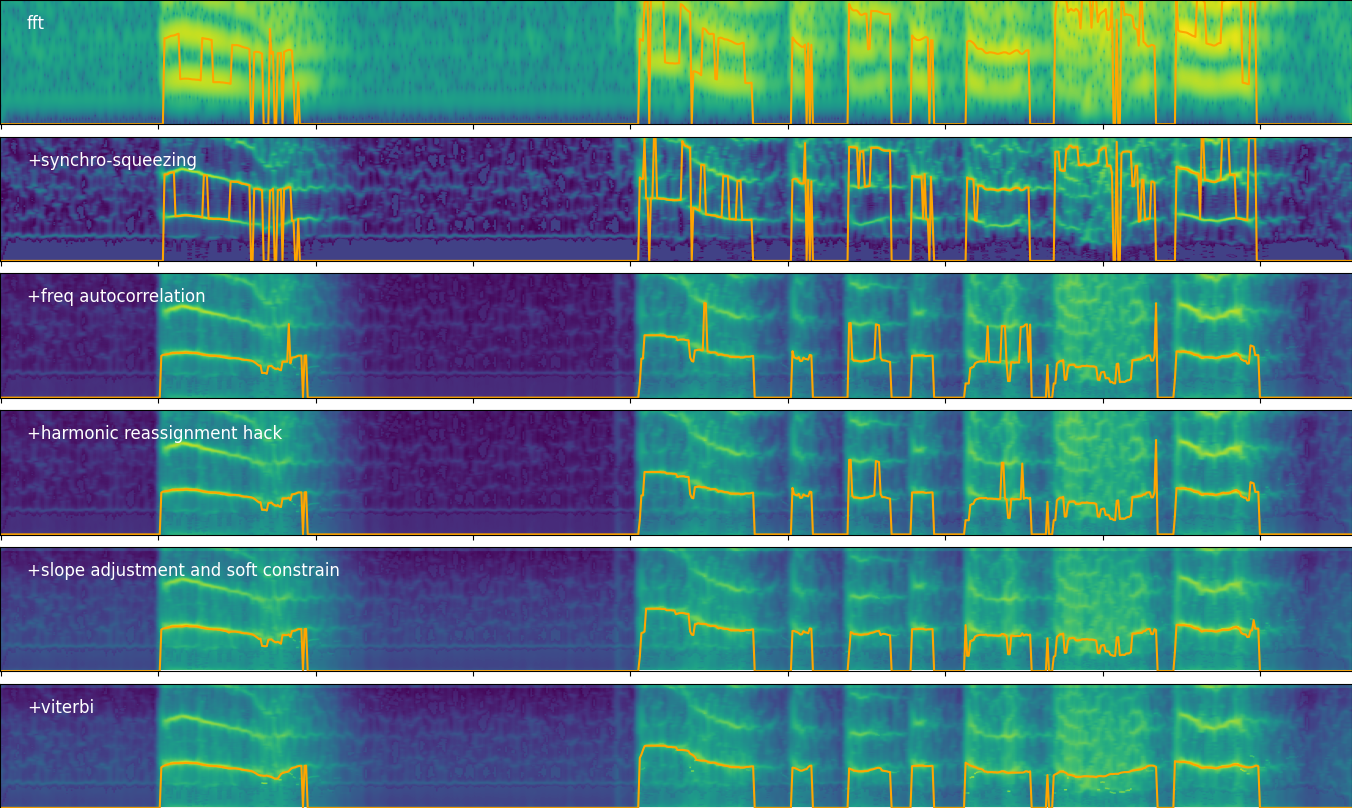 fft
+synchro-squeezing
+freq autocorrelation
+harmonic reassignment hack
+slope adjustment and soft constrain
+viterbi